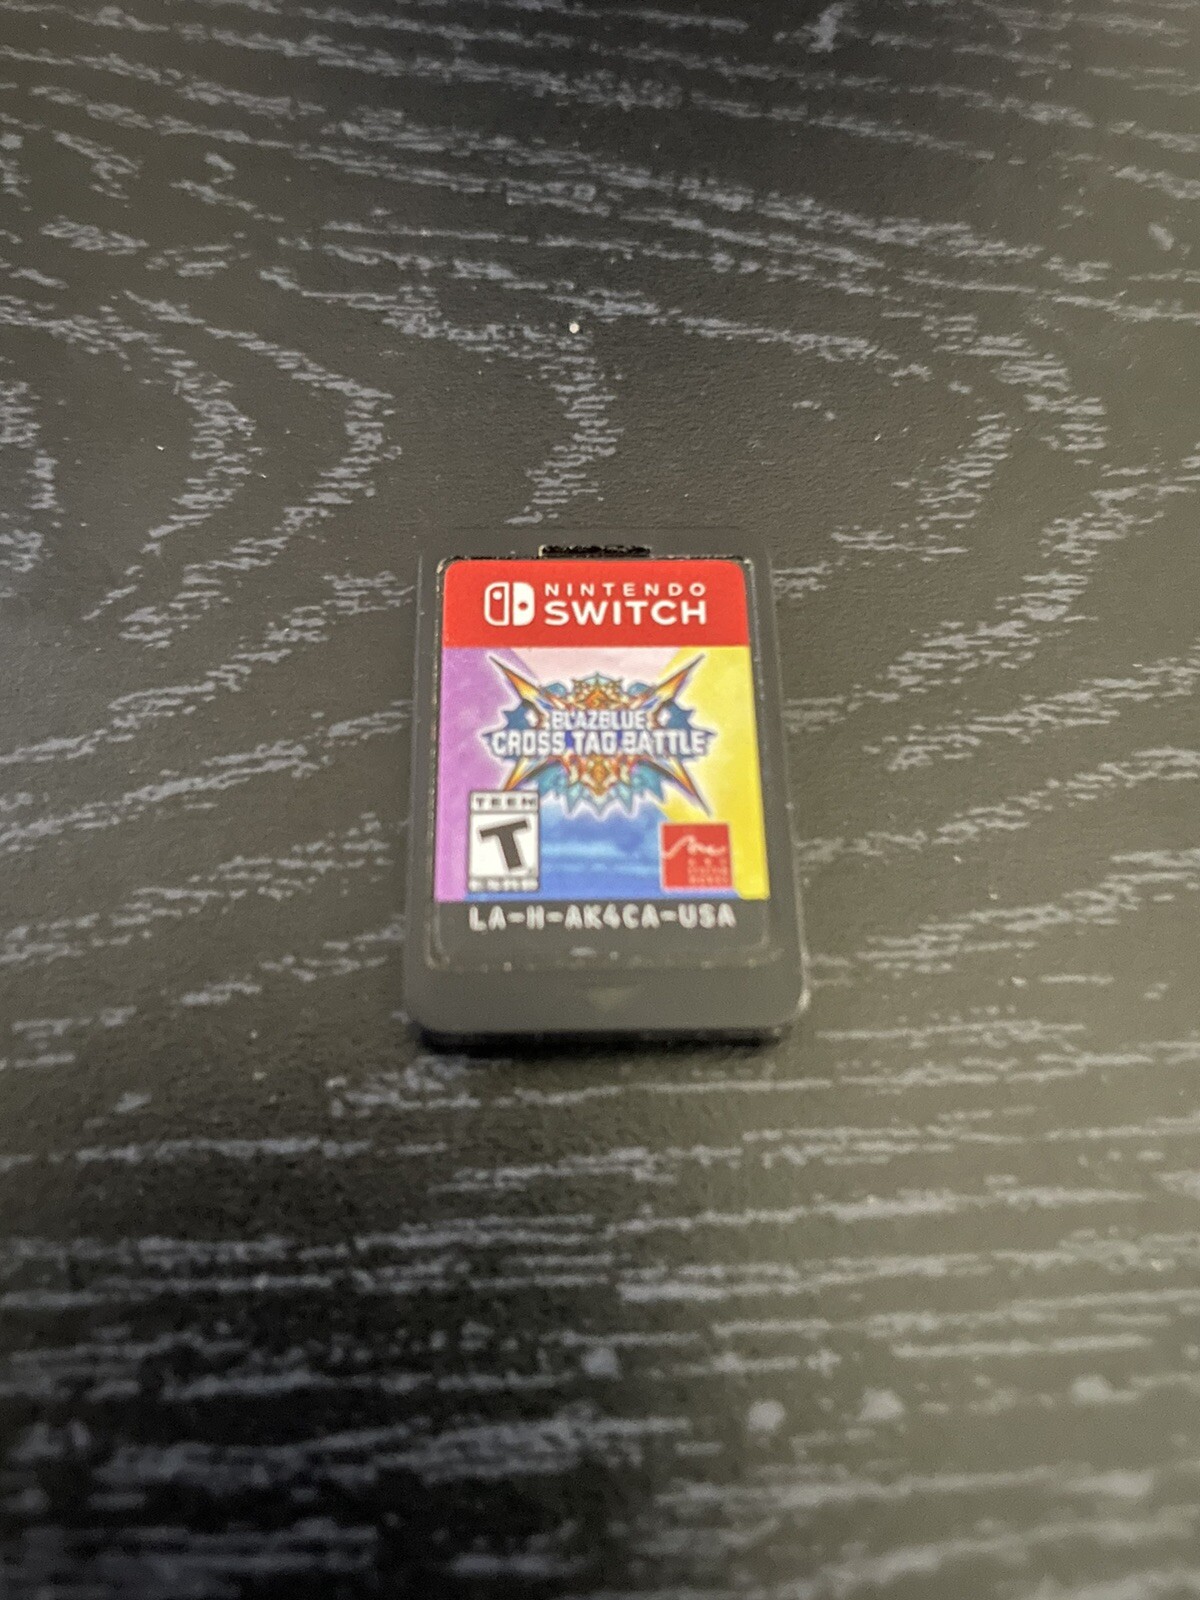 NINTENDO
SWITCH
BLAZBLUE
CROSS TAG BATTLE
TEEN
T
ESRB
LA-H-AK4CA-USA